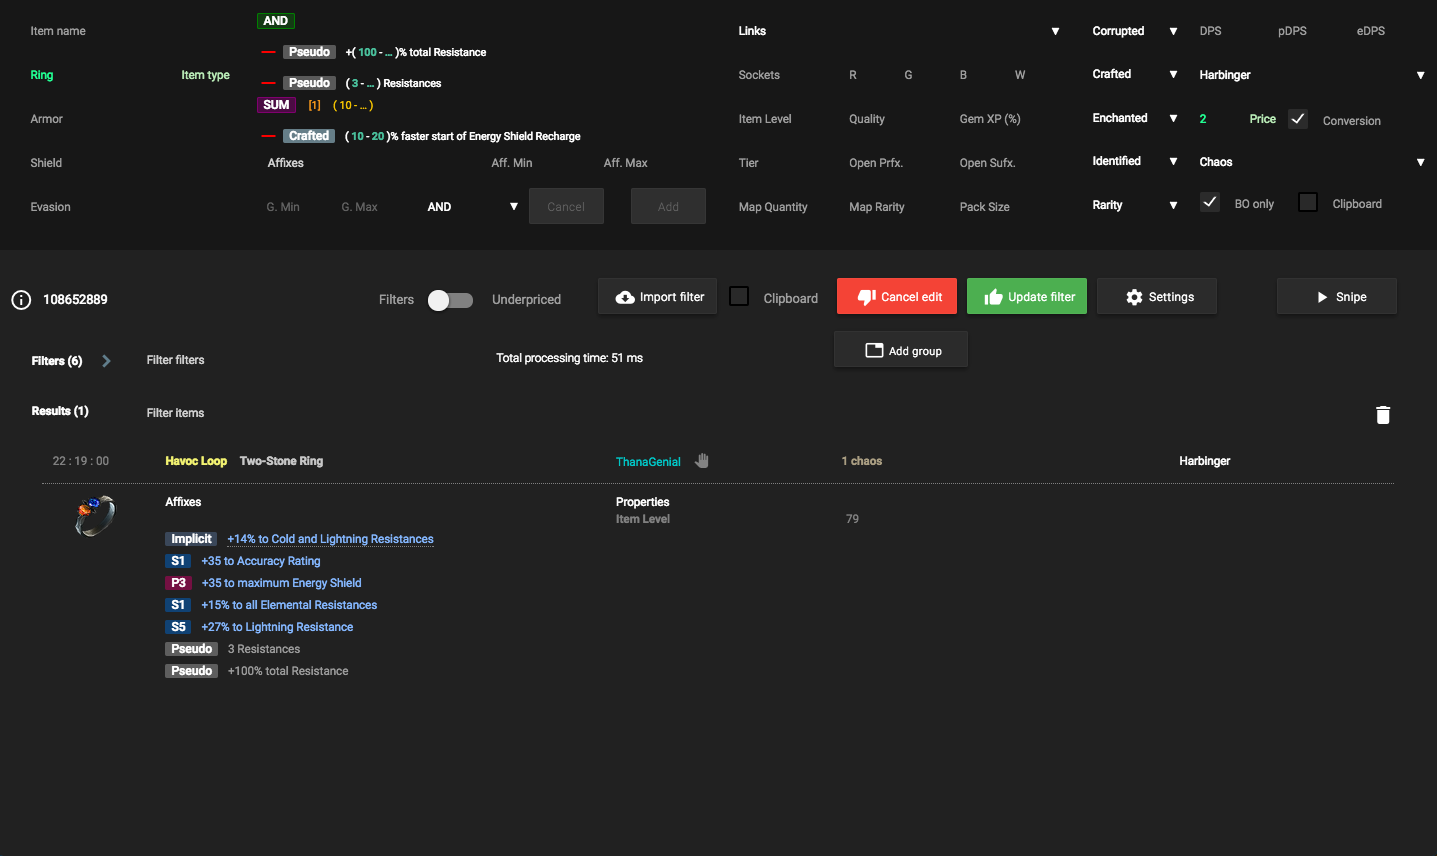 Item name
AND
Links ▼
Corrupted ▼
DPS pDPS eDPS
Pseudo +( 100 - … )% total Resistance
Ring Item type
Pseudo ( 3 - … ) Resistances
Sockets R G B W
Crafted ▼
Harbinger ▼
SUM [1] ( 10 - … )
Armor
Item Level Quality Gem XP (%)
Enchanted ▼
2 Price Conversion
Crafted ( 10 - 20 )% faster start of Energy Shield Recharge
Shield
Affixes Aff. Min Aff. Max
Tier Open Prfx. Open Sufx.
Identified ▼
Chaos ▼
Evasion
G. Min G. Max AND ▼ Cancel Add
Map Quantity Map Rarity Pack Size
Rarity ▼
BO only Clipboard
108652889
Filters Underpriced
Import filter
Clipboard
Cancel edit
Update filter
Settings
Snipe
Filters (6) Filter filters
Total processing time: 51 ms
Add group
Results (1) Filter items
22 : 19 : 00 Havoc Loop Two-Stone Ring ThanaGenial 1 chaos Harbinger
Affixes
Properties
Item Level 79
Implicit +14% to Cold and Lightning Resistances
S1 +35 to Accuracy Rating
P3 +35 to maximum Energy Shield
S1 +15% to all Elemental Resistances
S5 +27% to Lightning Resistance
Pseudo 3 Resistances
Pseudo +100% total Resistance